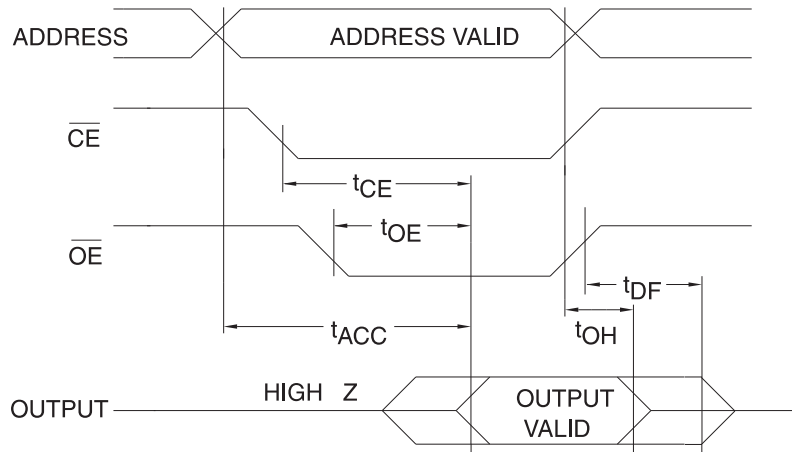 ADDRESS
ADDRESS VALID
CE
tCE
OE
tOE
tDF
tACC
tOH
OUTPUT
HIGH Z
OUTPUT
VALID